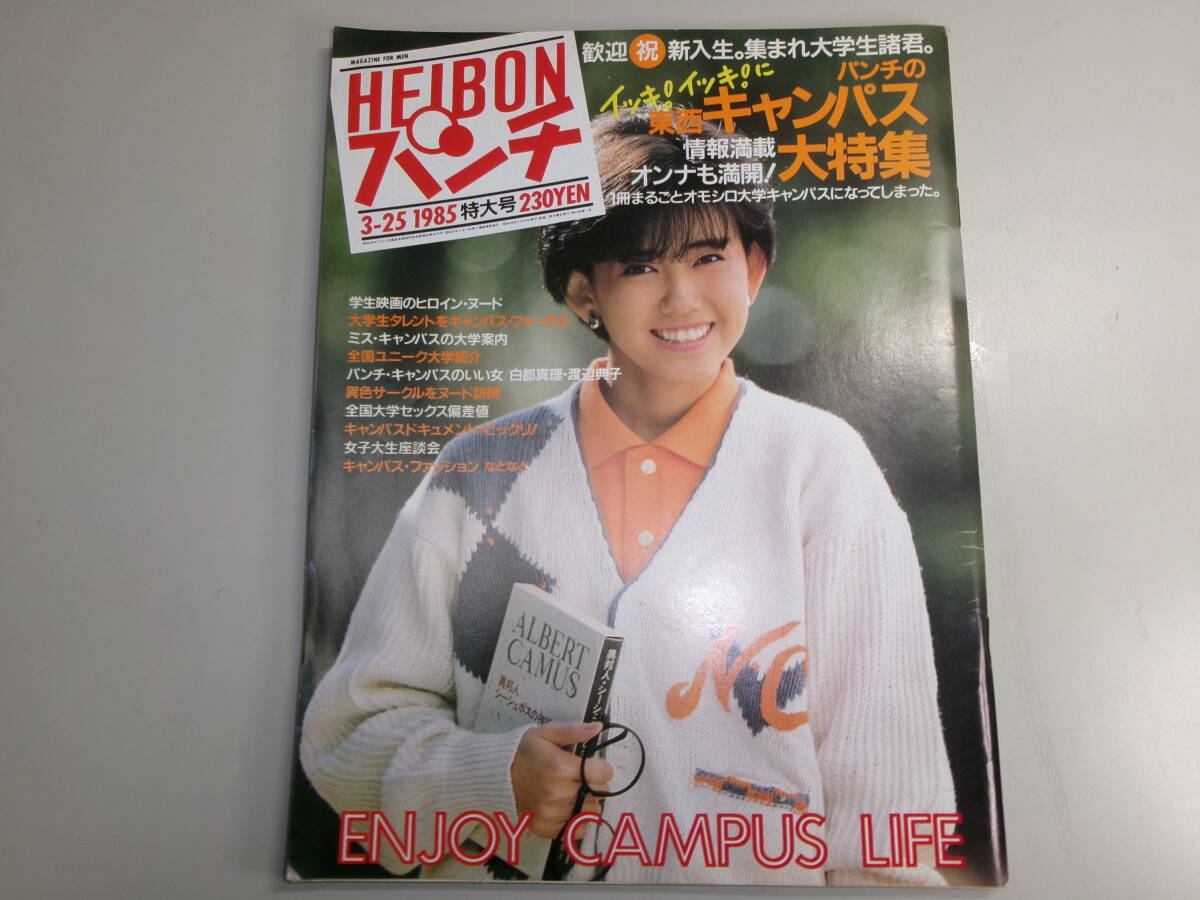 MAGAZINE FOR MEN
HEIBON
パンチ
3-25 1985 特大号 230YEN
歓迎 祝 新入生。集まれ大学生諸君。
イッキ!イッキ!に
パンチの
東西キャンパス
情報満載
大特集
オンナも満開!
1冊まるごとオモシロ大学キャンパスになってしまった。
学生映画のヒロイン・ヌード
大学生タレントをキャンパス・フォーカス
ミス・キャンパスの大学案内
全国ユニーク大学紹介
パンチ・キャンパスのいい女/白都真理・渡辺典子
異色サークルをヌード訪問
全国大学セックス偏差値
キャンパスドキュメント・ビックリ!
女子大生座談会
キャンパス・ファッション などなど
ALBERT
CAMUS
異邦人
シーシュポスの神話
異邦人・シーシュ
NC
ENJOY CAMPUS LIFE